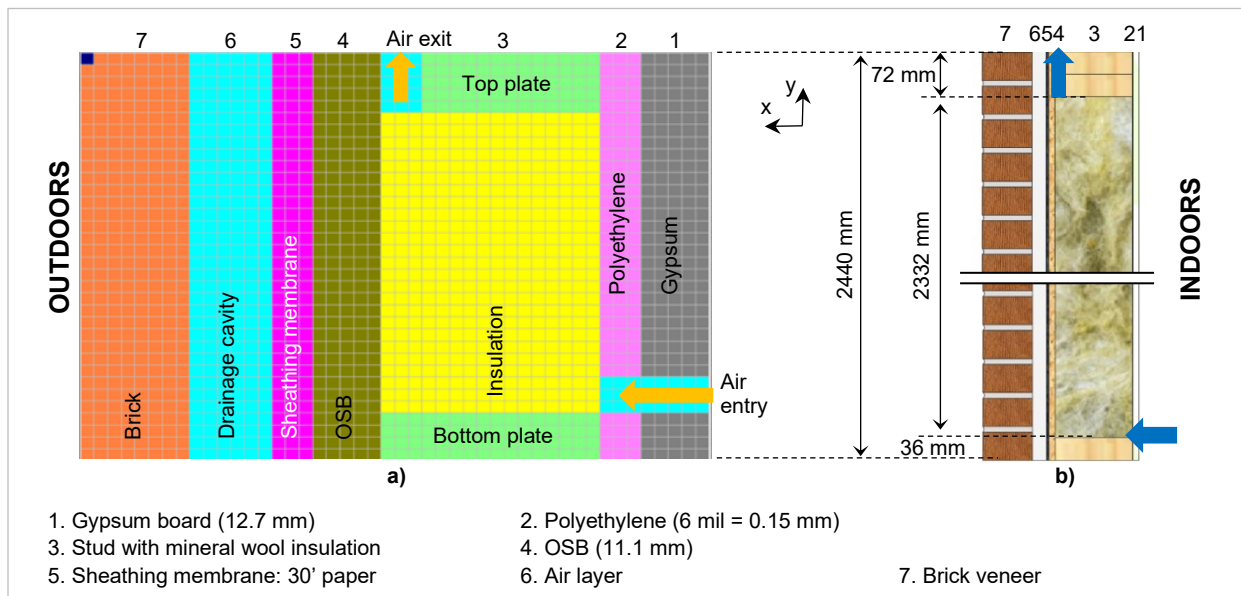 7 6 5 4 Air exit 3 2 1
7 654 3 21
Top plate
72 mm
y
x
OUTDOORS
Brick
Drainage cavity
Sheathing membrane
OSB
Insulation
Polyethylene
Gypsum
2440 mm
2332 mm
INDOORS
Air
entry
Bottom plate
36 mm
a)
b)
1. Gypsum board (12.7 mm)
2. Polyethylene (6 mil = 0.15 mm)
3. Stud with mineral wool insulation
4. OSB (11.1 mm)
5. Sheathing membrane: 30' paper
6. Air layer
7. Brick veneer